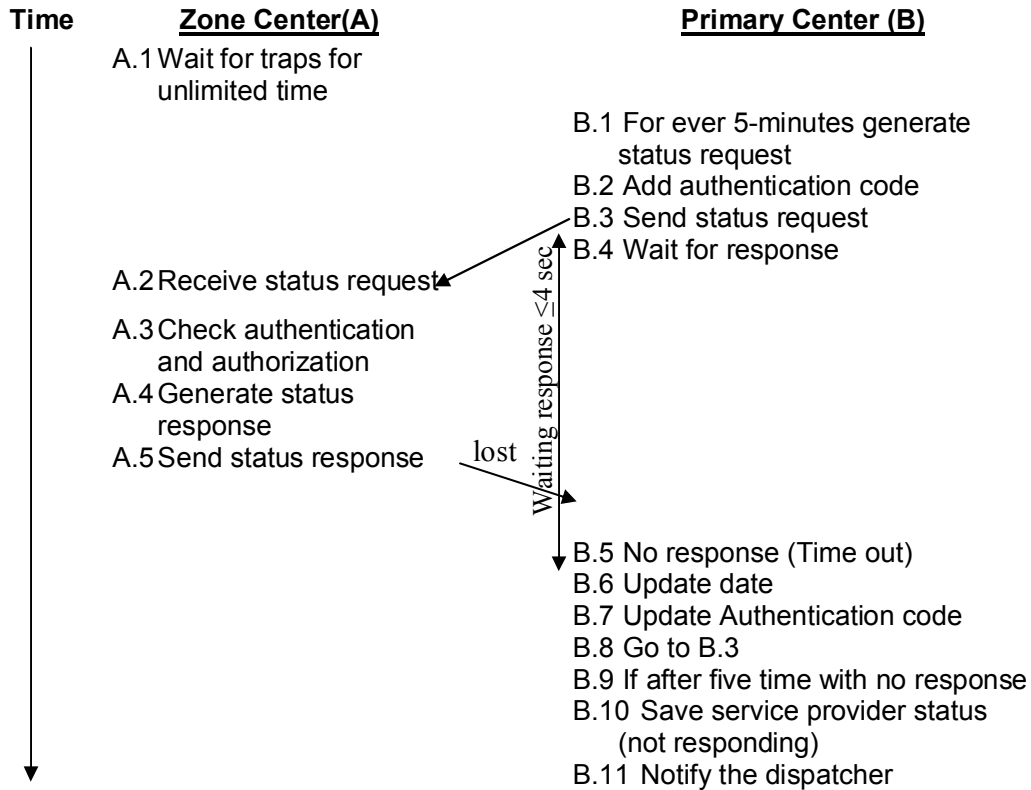 Time Zone Center(A) Primary Center (B)
A.1 Wait for traps for
unlimited time
B.1 For ever 5-minutes generate
status request
B.2 Add authentication code
B.3 Send status request
B.4 Wait for response
Waiting response ≤4 sec
A.2 Receive status request
A.3 Check authentication
and authorization
A.4 Generate status
response
A.5 Send status response
lost
B.5 No response (Time out)
B.6 Update date
B.7 Update Authentication code
B.8 Go to B.3
B.9 If after five time with no response
B.10 Save service provider status
(not responding)
B.11 Notify the dispatcher